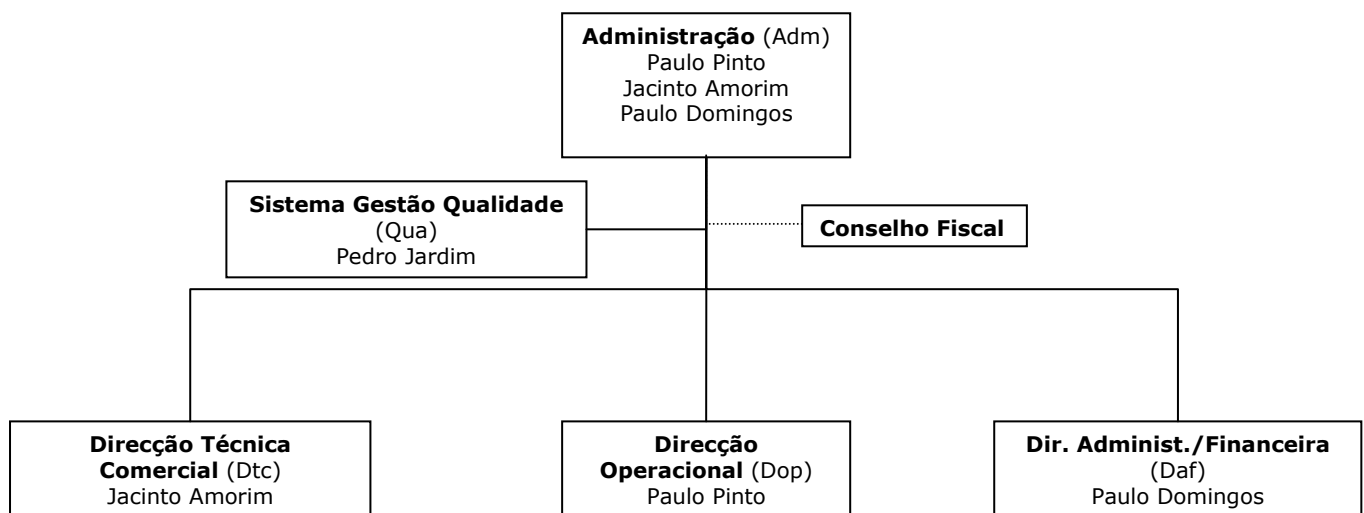 Administração (Adm)
Paulo Pinto
Jacinto Amorim
Paulo Domingos
Sistema Gestão Qualidade
(Qua)
Pedro Jardim
Conselho Fiscal
Direcção Técnica
Comercial (Dtc)
Jacinto Amorim
Direcção
Operacional (Dop)
Paulo Pinto
Dir. Administ./Financeira
(Daf)
Paulo Domingos